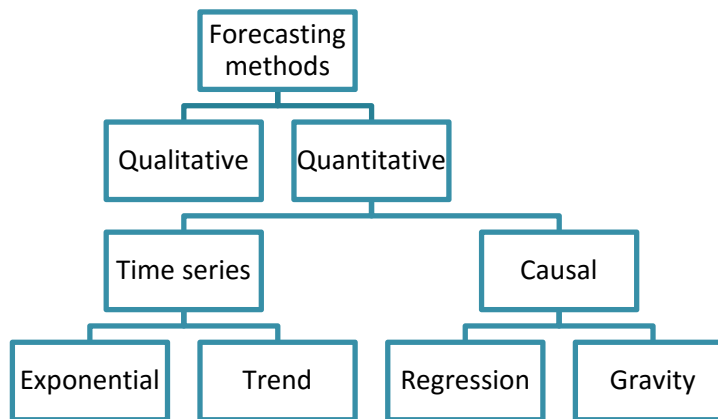 Forecasting
methods
Qualitative
Quantitative
Time series
Causal
Exponential
Trend
Regression
Gravity